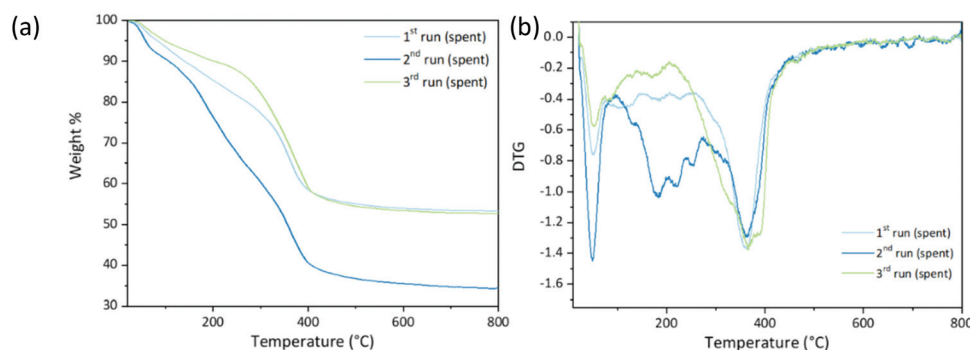 (a)
100
90
80
70
60
50
40
30
Weight %
200
400
600
800
Temperature (°C)
1st run (spent)
2nd run (spent)
3rd run (spent)
(b)
0.0
-0.2
-0.4
-0.6
-0.8
-1.0
-1.2
-1.4
-1.6
DTG
200
400
600
800
Temperature (°C)
1st run (spent)
2nd run (spent)
3rd run (spent)